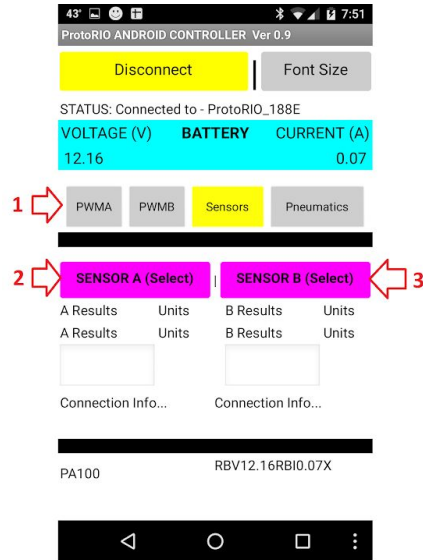 43° 7:51
ProtoRIO ANDROID CONTROLLER Ver 0.9
Disconnect | Font Size
STATUS: Connected to - ProtoRIO_188E
VOLTAGE (V) BATTERY CURRENT (A)
12.16 0.07
1 PWMA PWMB Sensors Pneumatics
2 SENSOR A (Select) | SENSOR B (Select) 3
A Results Units B Results Units
A Results Units B Results Units
Connection Info... Connection Info...
PA100 RBV12.16RBI0.07X